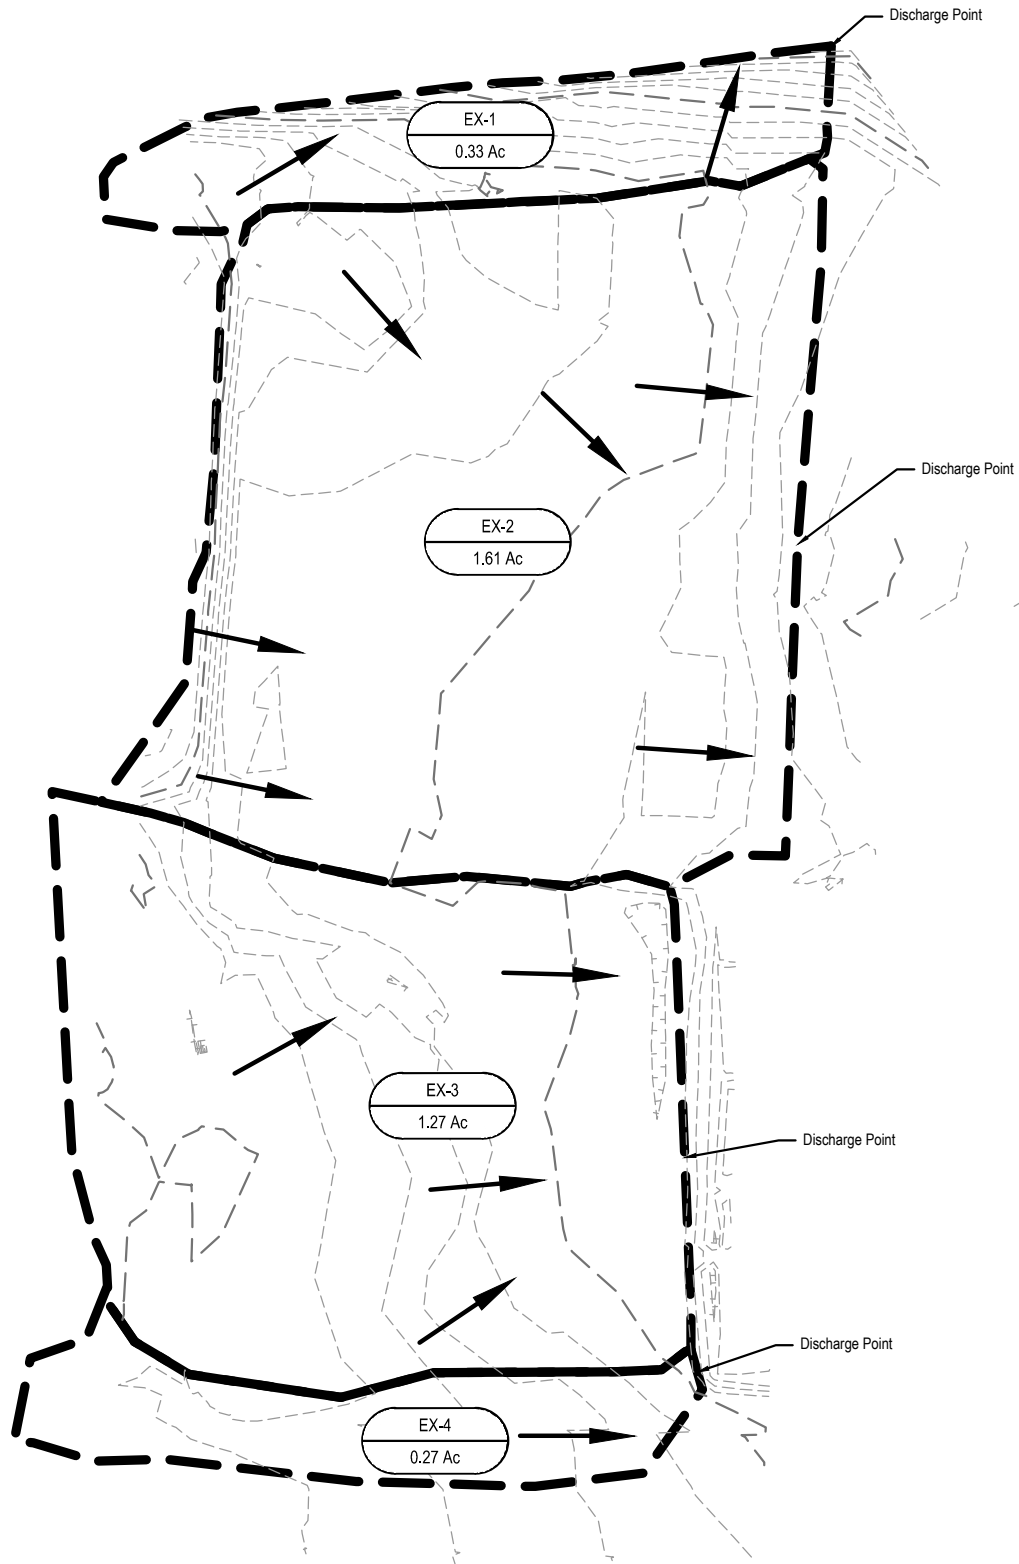 Discharge Point
EX-1
0.33 Ac
Discharge Point
EX-2
1.61 Ac
EX-3
1.27 Ac
Discharge Point
Discharge Point
EX-4
0.27 Ac